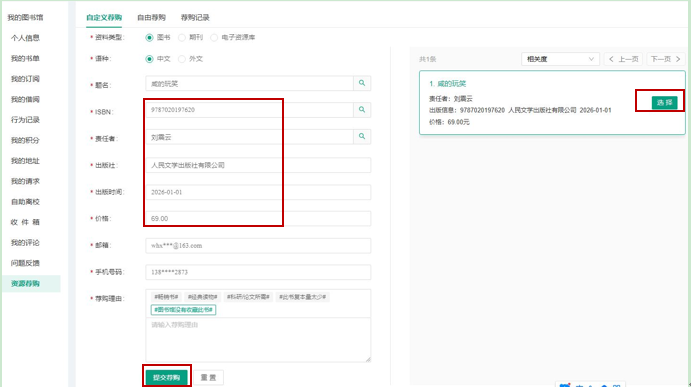 我的图书馆
个人信息
我的书单
我的订阅
我的借阅
行为记录
我的积分
我的地址
我的请求
自助离校
收 件 箱
我的评论
问题反馈
资源荐购
自定义荐购 自由荐购 荐购记录
* 资料类型: 图书 期刊 电子资源库
* 语种: 中文 外文
* 题名: 咸的玩笑
* ISBN: 9787020197620
* 责任者: 刘震云
* 出版社: 人民文学出版社有限公司
* 出版时间: 2026-01-01
* 价格: 69.00
* 邮箱: whx***@163.com
* 手机号码: 138****2873
* 荐购理由: #畅销书# #经典读物# #科研/论文所需# #此书复本量太少#
#图书馆没有收藏此书#
请输入荐购理由
提交荐购 重 置
共1条 相关度 上一页 下一页
1. 咸的玩笑
责任者: 刘震云
出版信息: 9787020197620 人民文学出版社有限公司 2026-01-01
价格: 69.00元
选 择